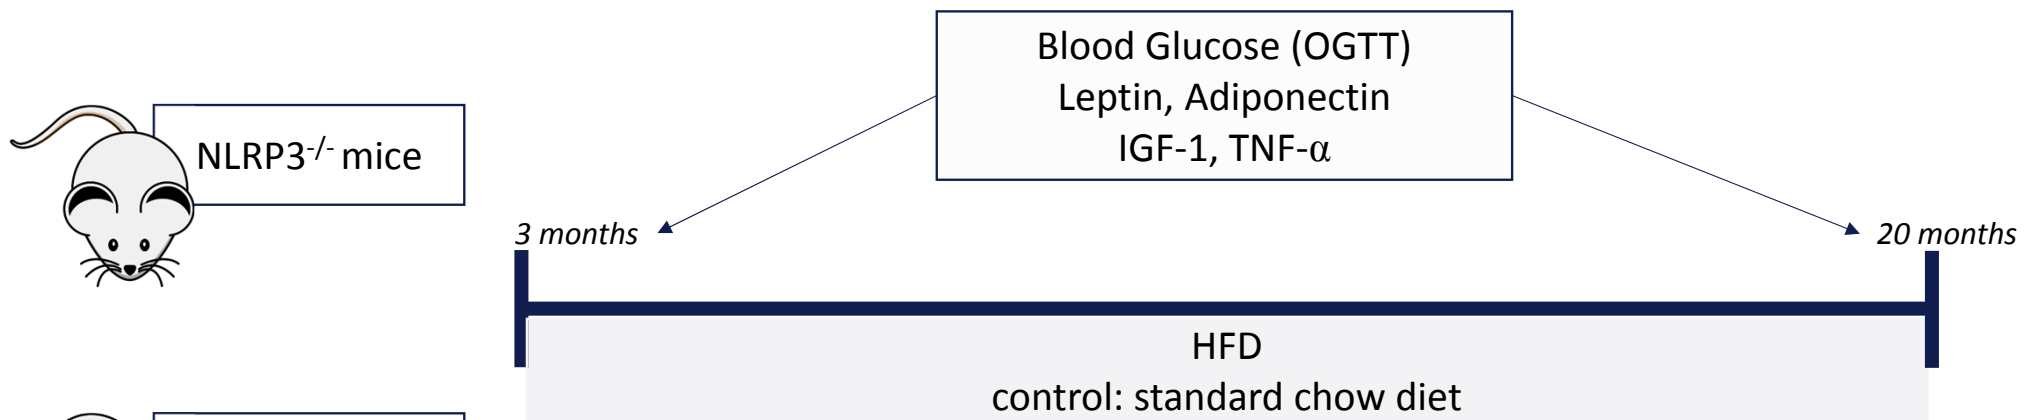 Blood Glucose (OGTT)
Leptin, Adiponectin
IGF-1, TNF-α
NLRP3-/- mice
3 months
20 months
HFD
control: standard chow diet